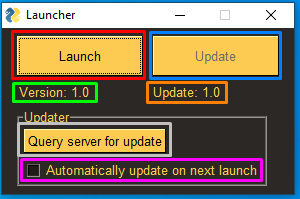 Launcher
Launch Update
Version: 1.0 Update: 1.0
Updater
Query server for update
Automatically update on next launch